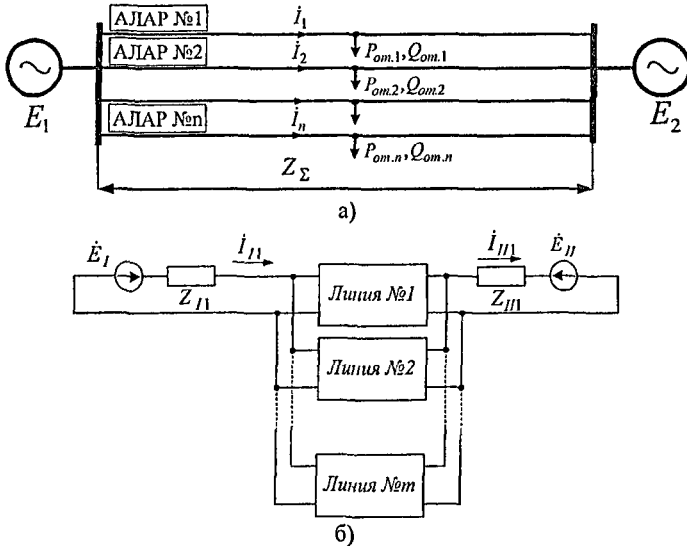 АЛАР №1
İ1
Pот.1, Qот.1
АЛАР №2
İ2
Pот.2, Qот.2
E1
E2
АЛАР №n
İn
Pот.n, Qот.n
ZΣ
а)
ĖI
İI1
İII1
ĖII
ZI1
Линия №1
ZII1
Линия №2
Линия №m
б)